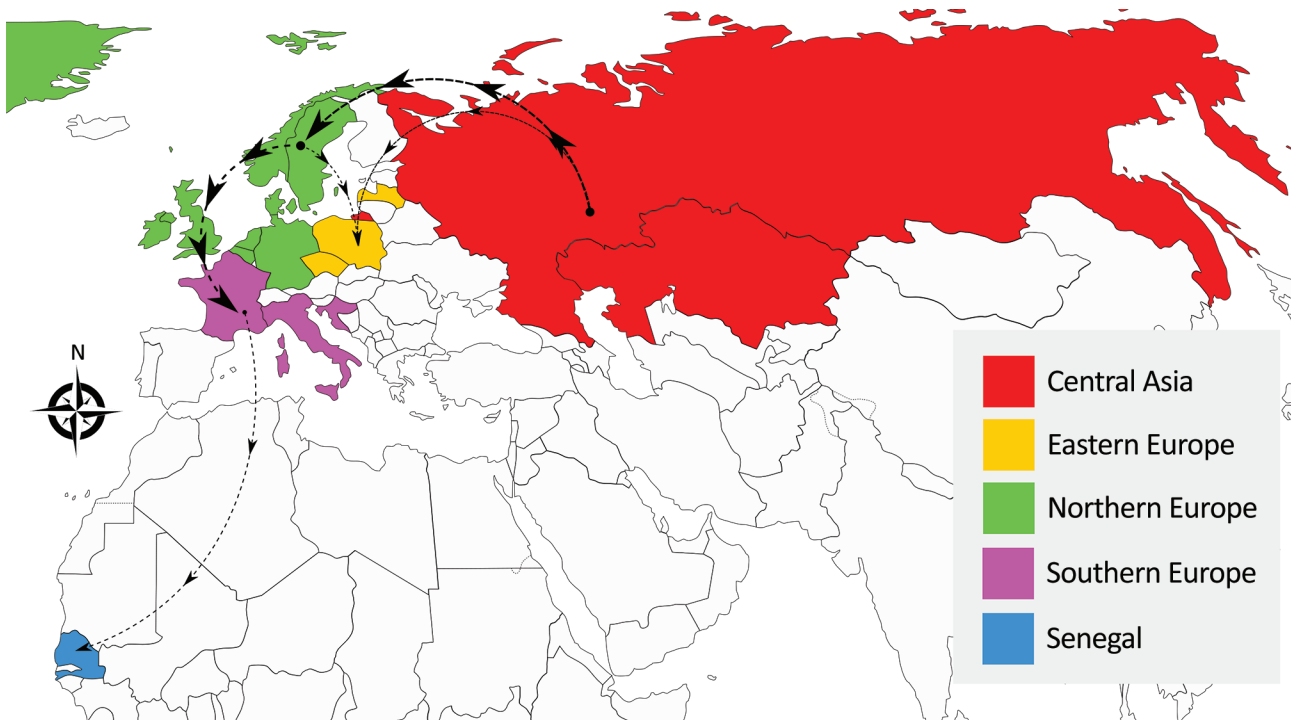 N
Central Asia
Eastern Europe
Northern Europe
Southern Europe
Senegal